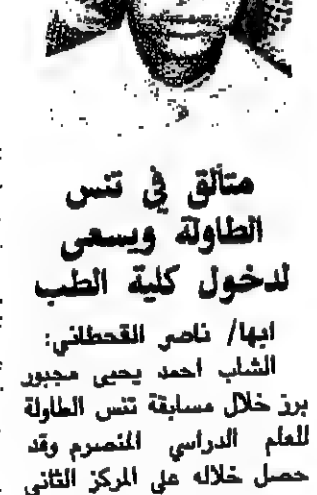 متألق في تنس
الطاولة ويسعى
لدخول كلية الطب
ابها/ ناصر القحطاني:
الشاب احمد يحيى مجبور
برز خلال مسابقة تنس الطاولة
للعام الدراسي المنصرم وقد
حصل خلاله على المركز الثاني